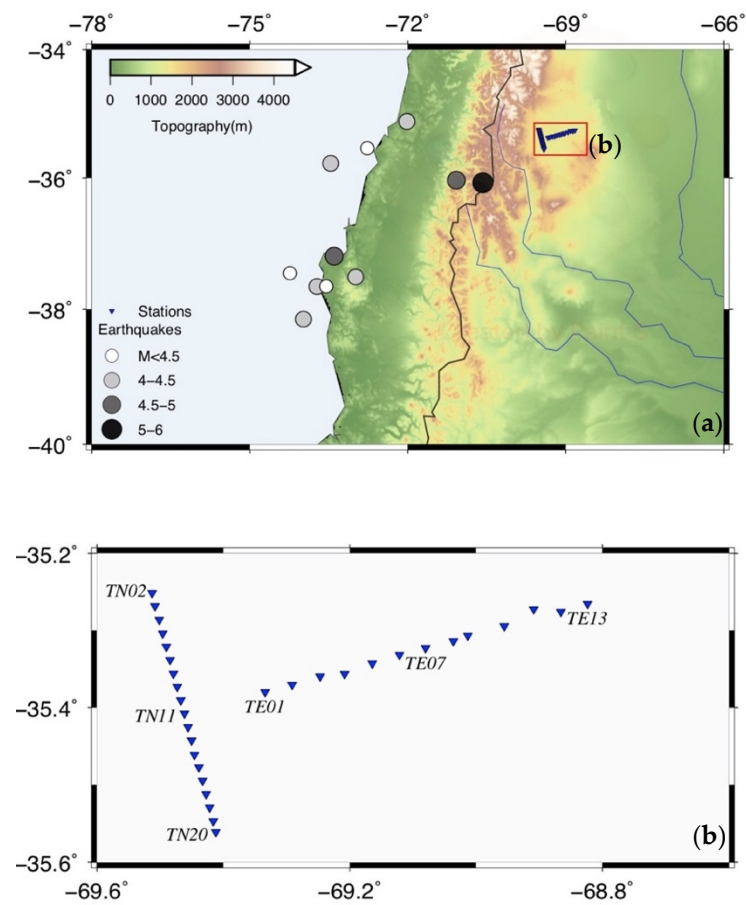 −78° −75° −72° −69° −66°
−34°
0 1000 2000 3000 4000
Topography(m)
(b)
−36°
−38°
Stations
Earthquakes
M<4.5
4−4.5
4.5−5
5−6
(a)
−40°
−35.2°
TN02
TE13
TE07
TE01
−35.4°
TN11
TN20
(b)
−35.6°
−69.6° −69.2° −68.8°